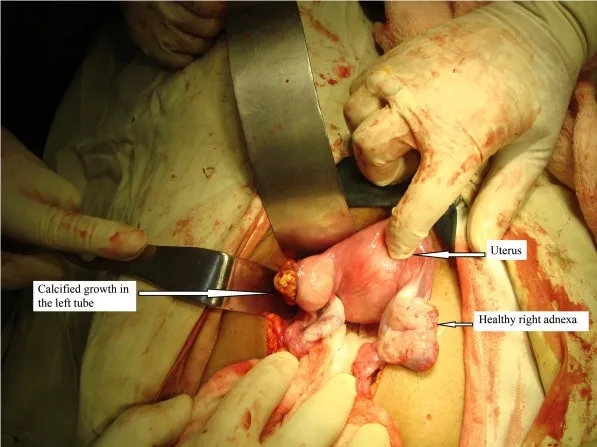 Uterus
Calcified growth in
the left tube
Healthy right adnexa